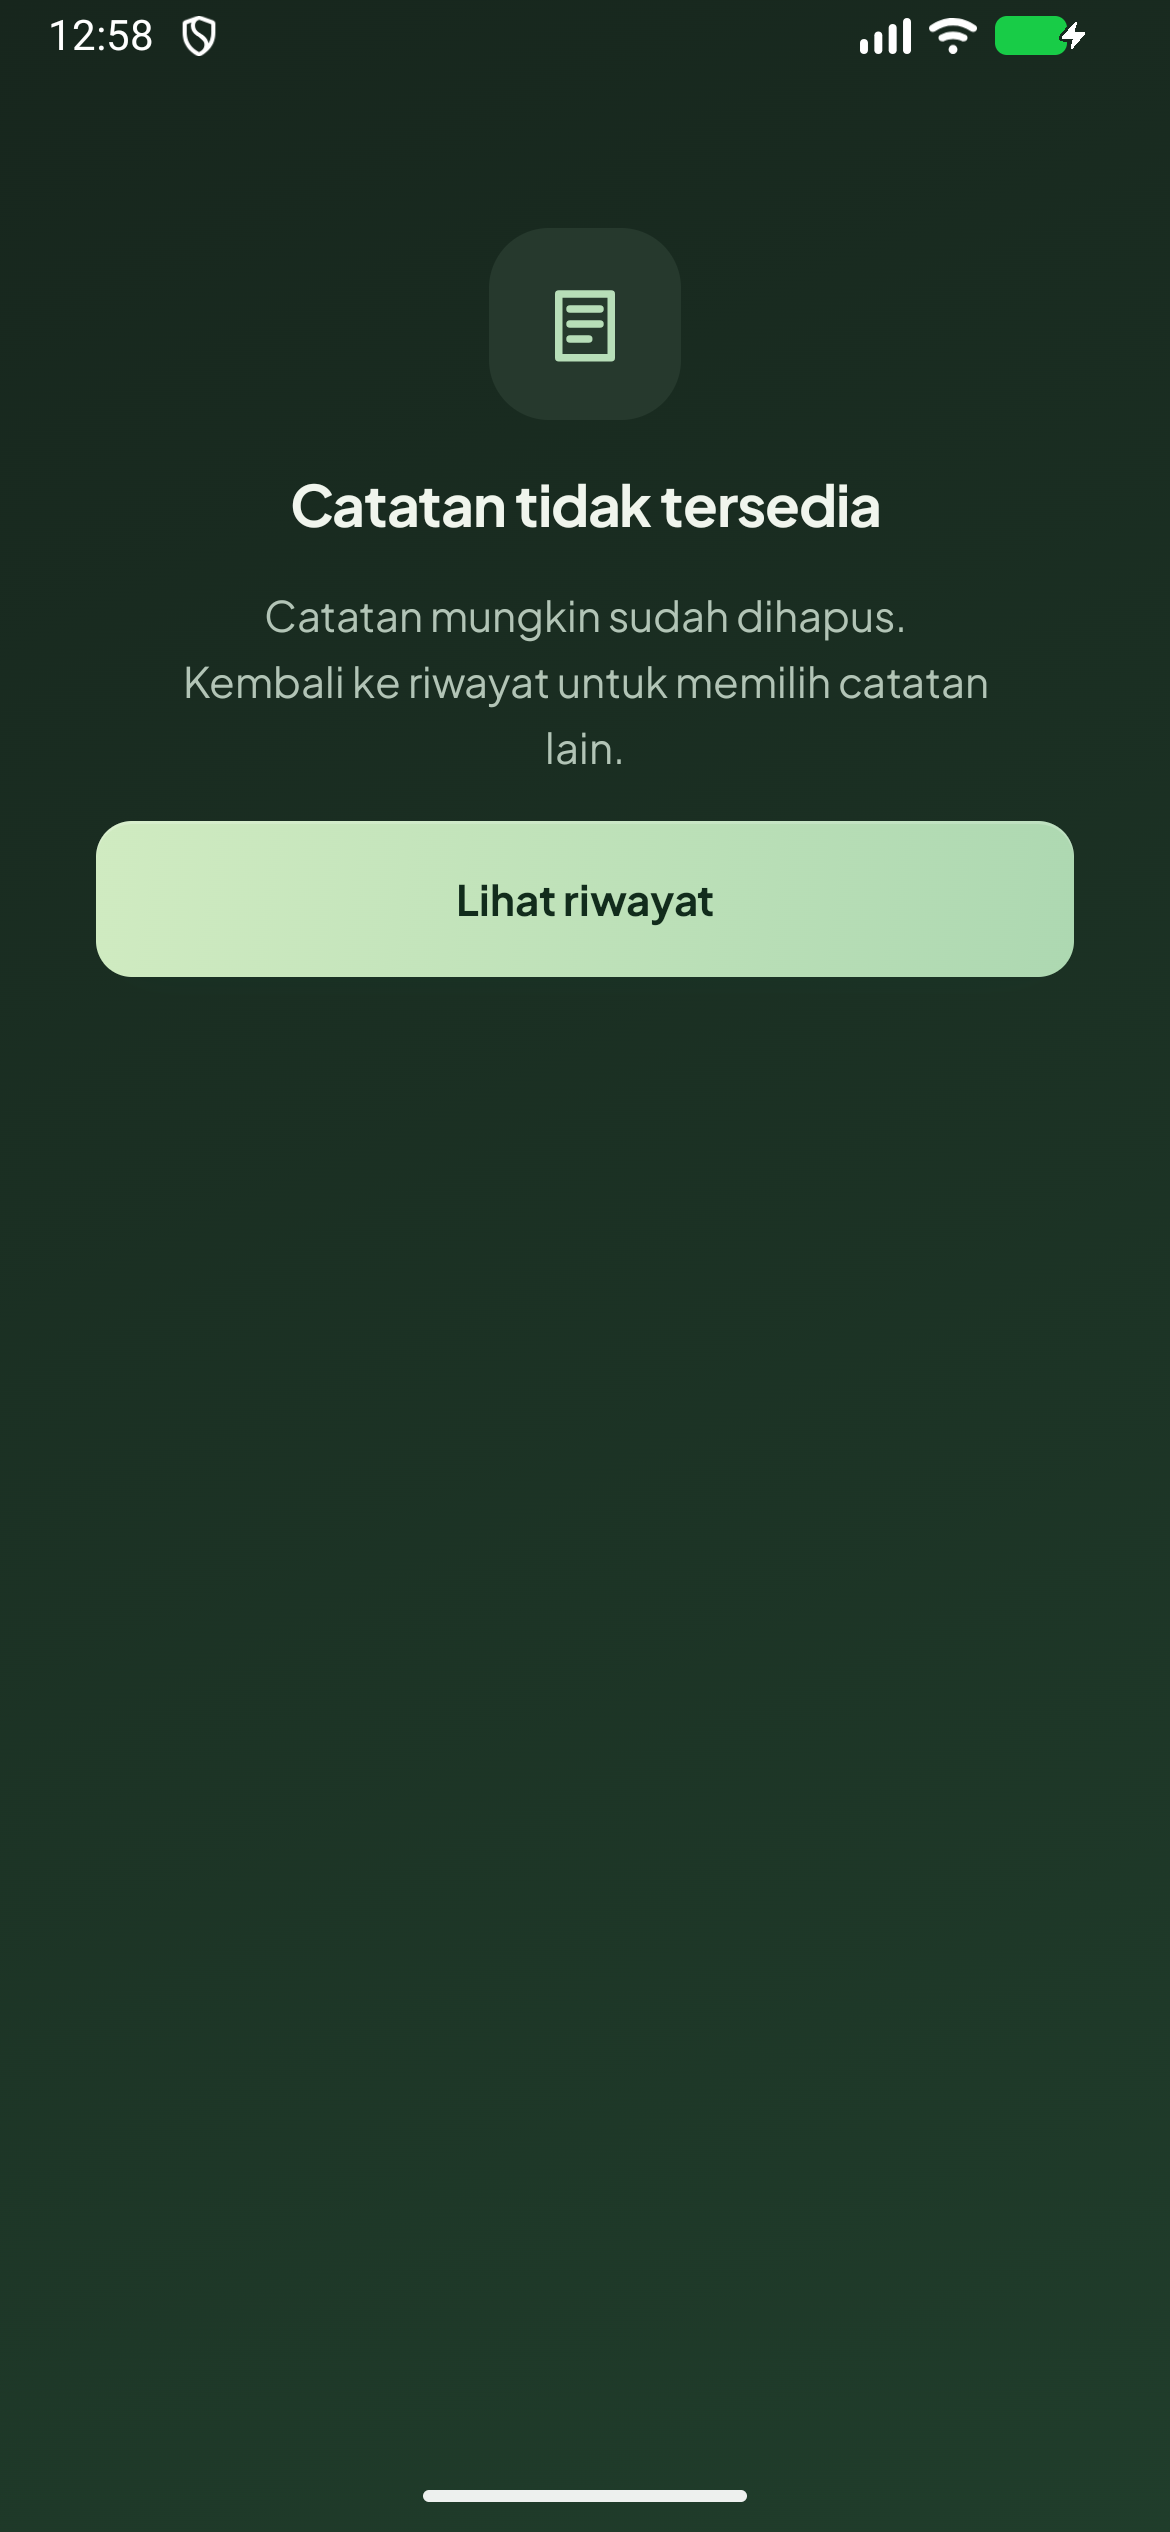 12:58
Catatan tidak tersedia
Catatan mungkin sudah dihapus.
Kembali ke riwayat untuk memilih catatan
lain.
Lihat riwayat